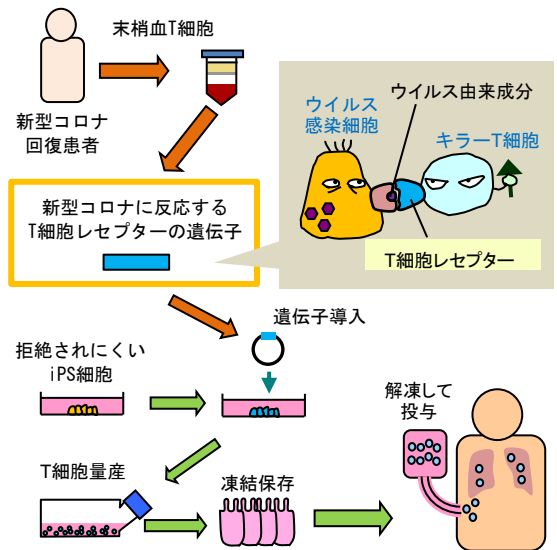 末梢血T細胞
新型コロナ
回復患者
ウイルス由来成分
ウイルス
感染細胞
キラーT細胞
T細胞レセプター
新型コロナに反応する
T細胞レセプターの遺伝子
遺伝子導入
拒絶されにくい
iPS細胞
解凍して
投与
T細胞量産
凍結保存